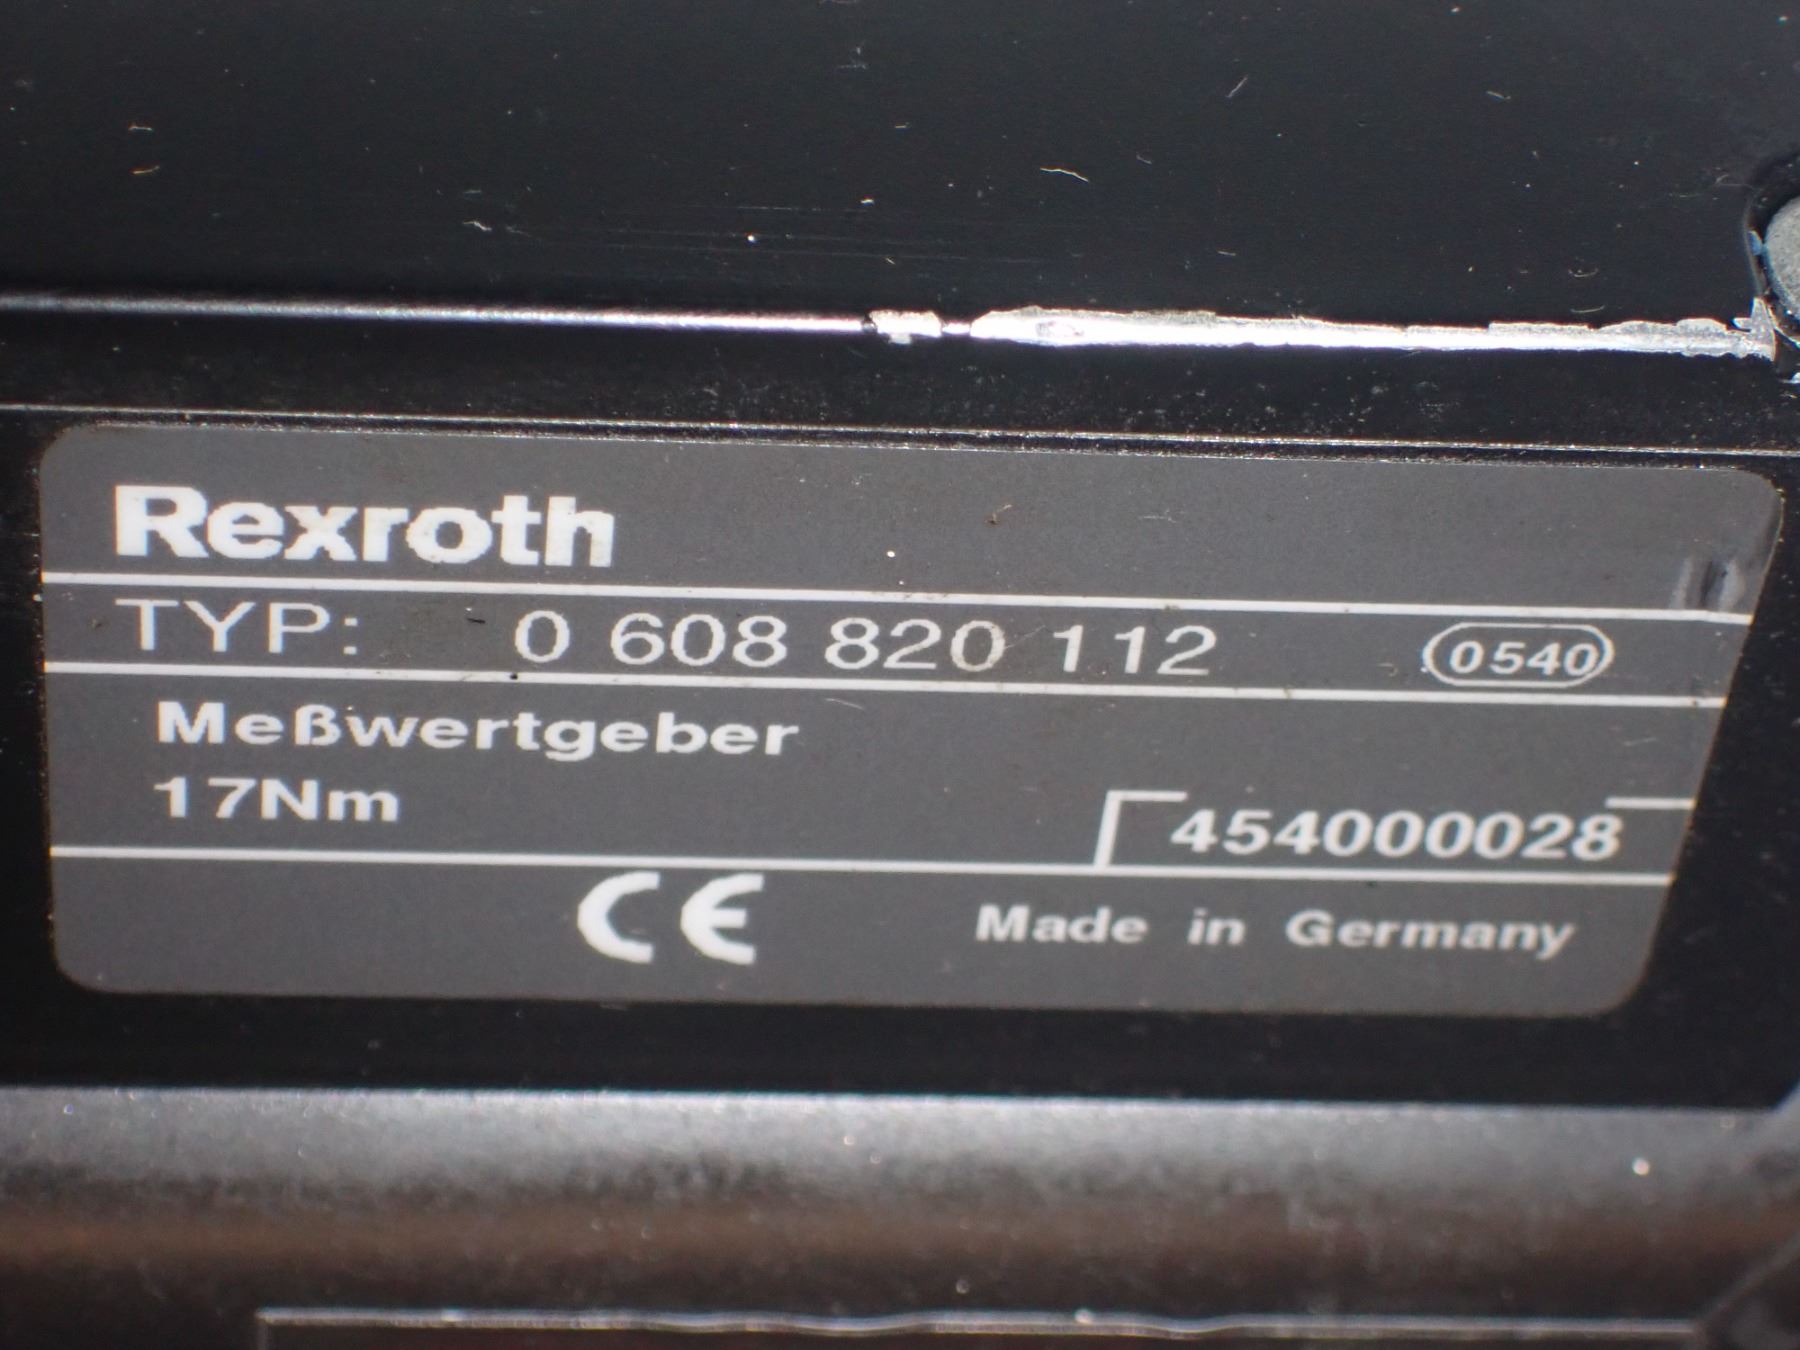 Rexroth
TYP: 0 608 820 112 0540
Meßwertgeber
17Nm
454000028
CE Made in Germany